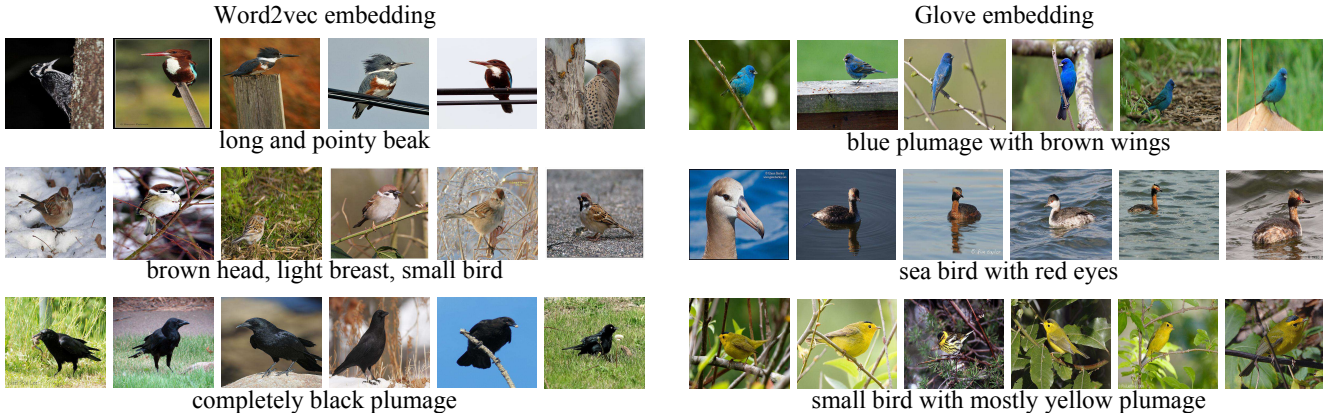 Word2vec embedding
Glove embedding
long and pointy beak
blue plumage with brown wings
brown head, light breast, small bird
sea bird with red eyes
completely black plumage
small bird with mostly yellow plumage